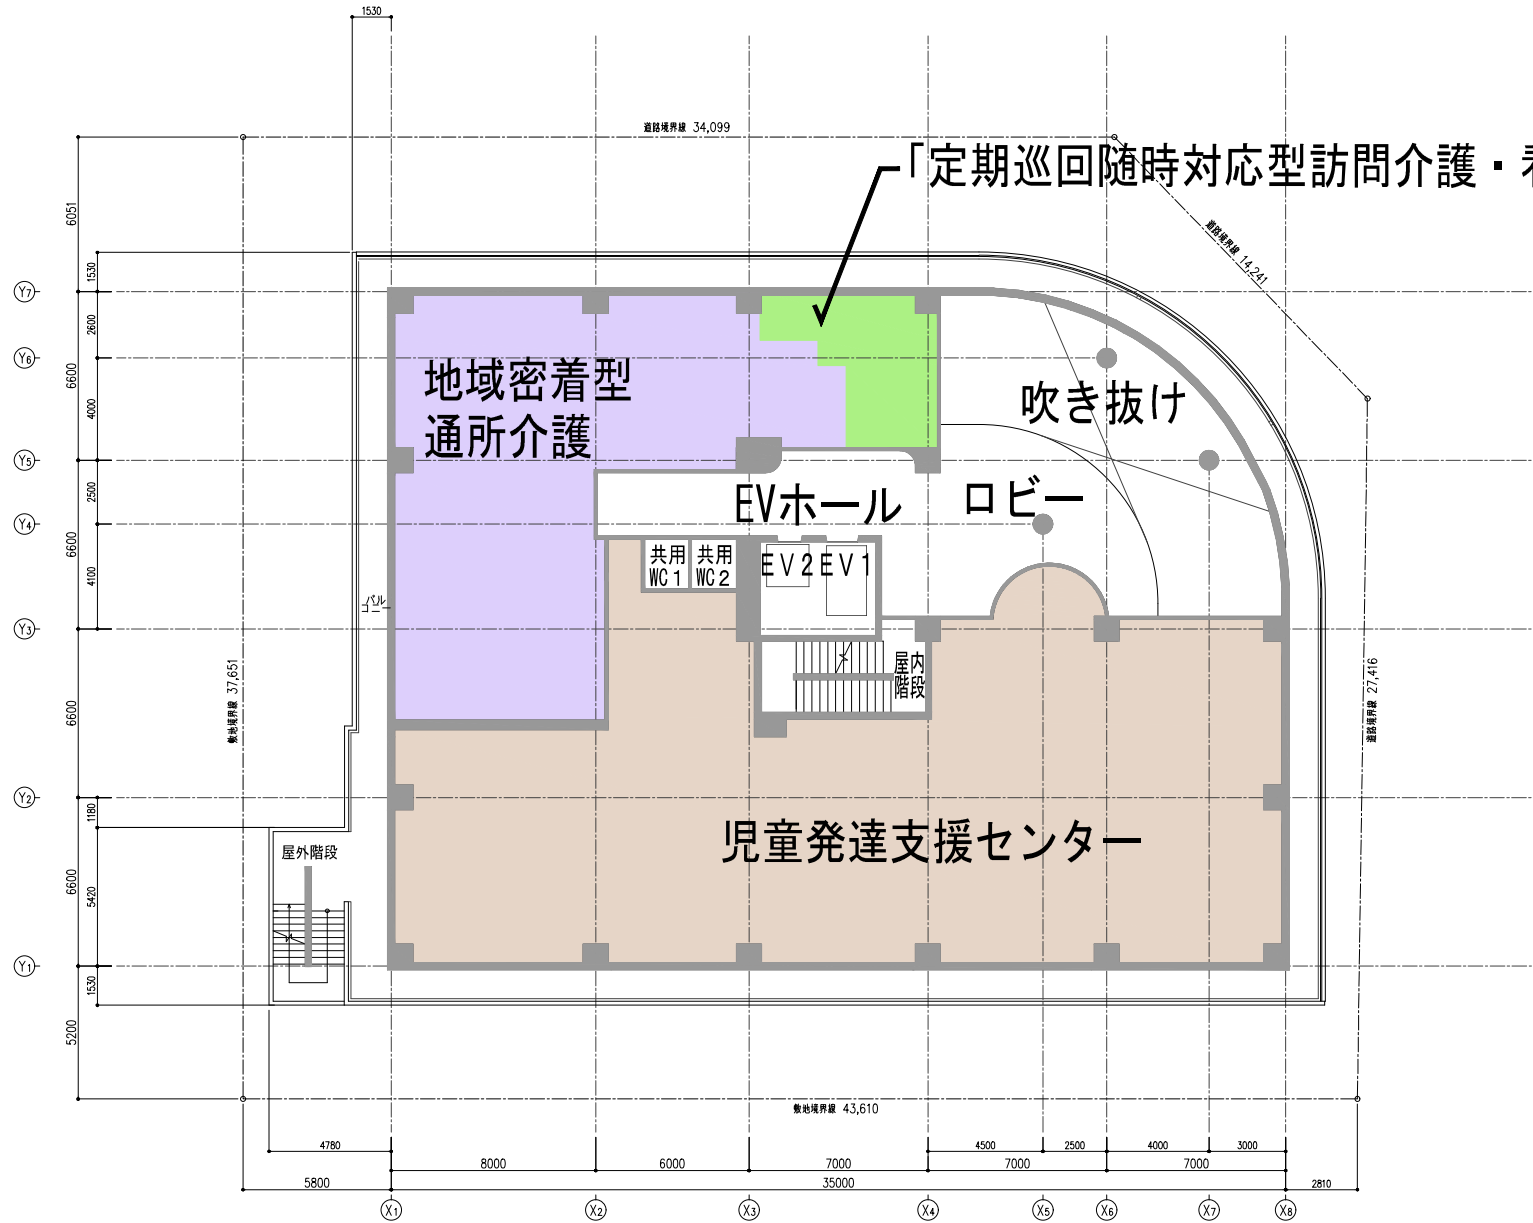 1530
道路境界線 34,099
「定期巡回随時対応型訪問介護・看
道路境界線 14,241
6051
1530
Y7
2600
Y6
6600
4000
地域密着型
通所介護
吹き抜け
Y5
2500
EVホール
ロビー
Y4
6600
4100
共用
WC1
共用
WC2
EV2
EV1
バル
コニー
Y3
屋内
階段
敷地境界線 37,651
道路境界線 27,416
6600
Y2
1180
児童発達支援センター
屋外階段
6600
5420
Y1
1530
5200
敷地境界線 43,610
4780
4500
2500
4000
3000
8000
6000
7000
7000
7000
5800
35000
2810
X1
X2
X3
X4
X5
X6
X7
X8